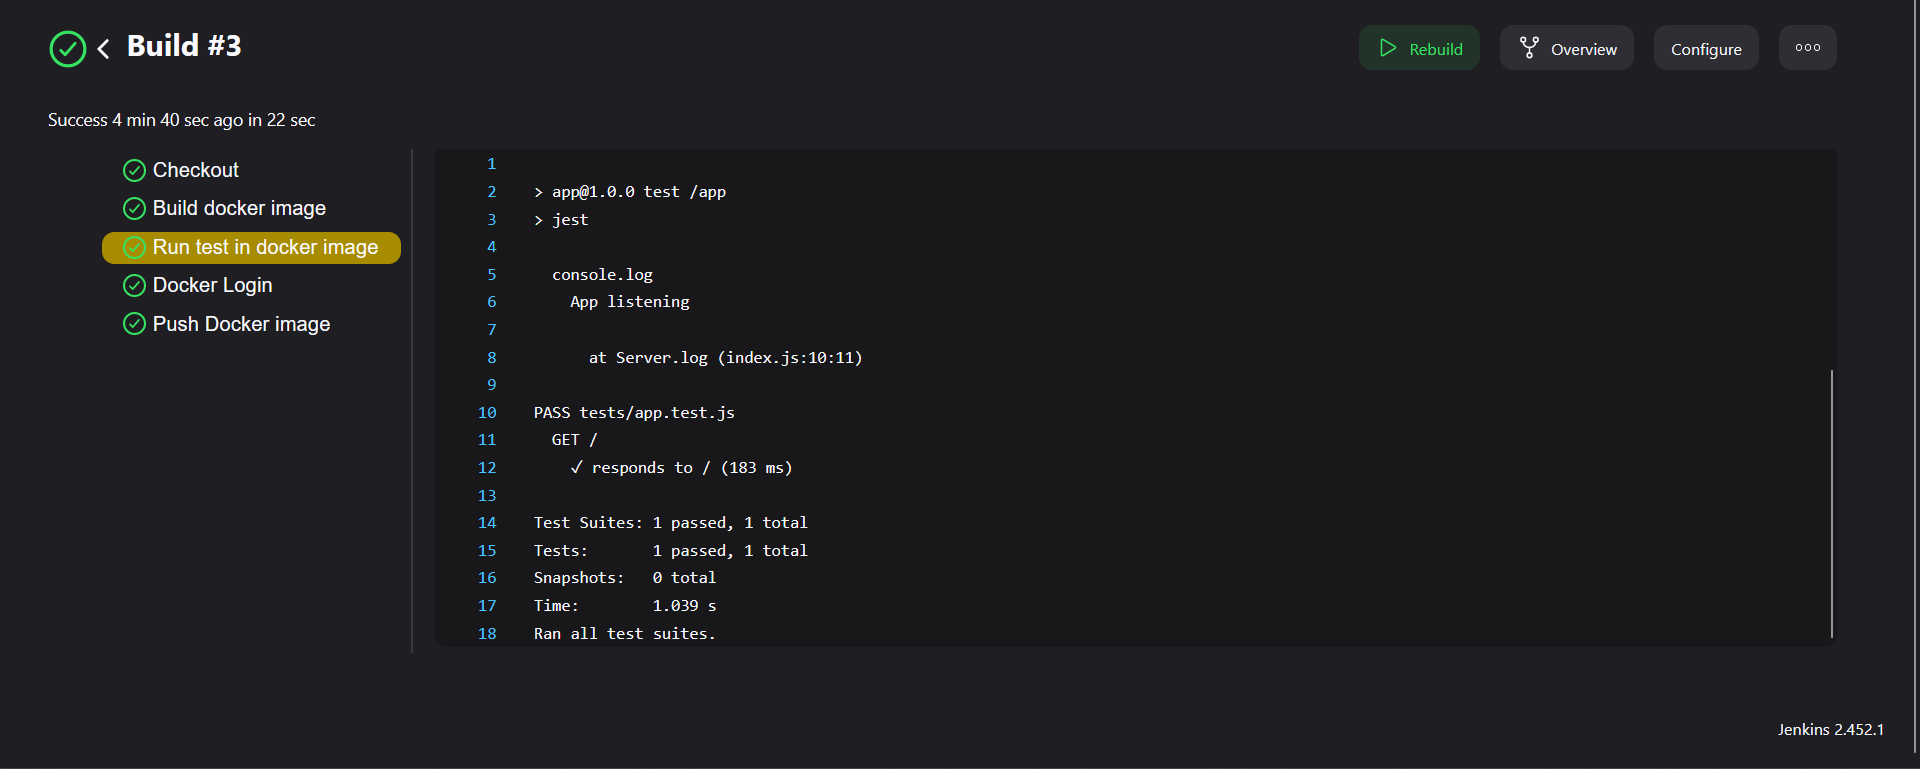 Build #3
Rebuild
Overview
Configure
Success 4 min 40 sec ago in 22 sec
Checkout
Build docker image
Run test in docker image
Docker Login
Push Docker image
1
2 > app@1.0.0 test /app
3 > jest
4
5 console.log
6 App listening
7
8 at Server.log (index.js:10:11)
9
10 PASS tests/app.test.js
11 GET /
12 ✓ responds to / (183 ms)
13
14 Test Suites: 1 passed, 1 total
15 Tests: 1 passed, 1 total
16 Snapshots: 0 total
17 Time: 1.039 s
18 Ran all test suites.
Jenkins 2.452.1